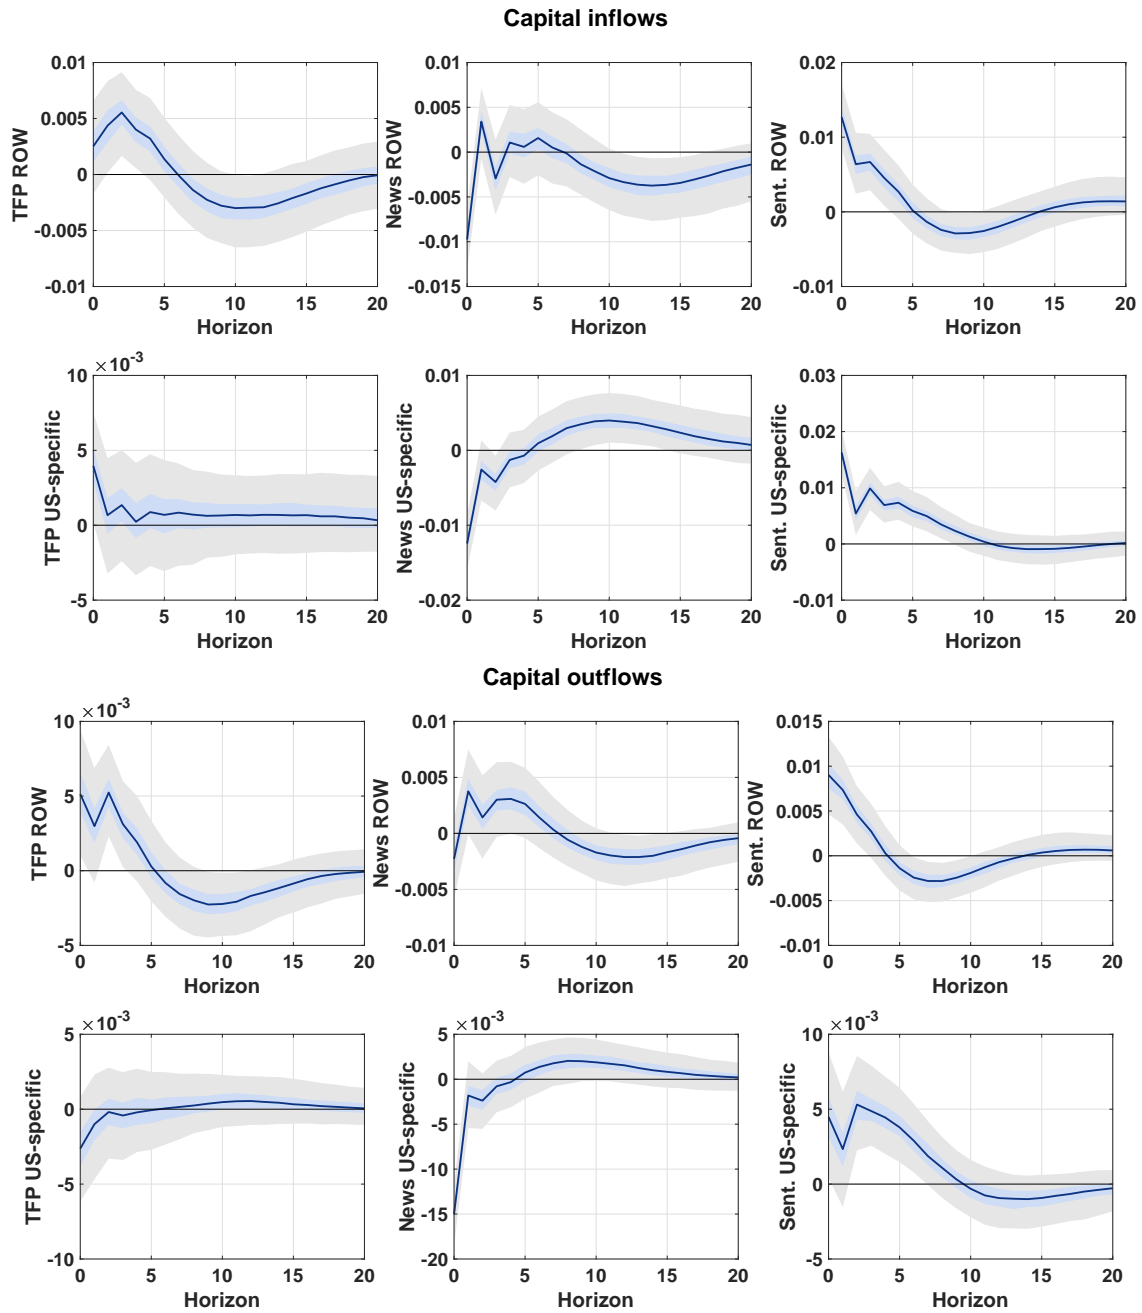 Capital inflows
TFP ROW
0.01
0.005
0
-0.005
-0.01
0 5 10 15 20
Horizon
News ROW
0.01
0.005
0
-0.005
-0.01
-0.015
0 5 10 15 20
Horizon
Sent. ROW
0.02
0.01
0
-0.01
0 5 10 15 20
Horizon
TFP US-specific
×10-3
10
5
0
-5
0 5 10 15 20
Horizon
News US-specific
0.01
0
-0.01
-0.02
0 5 10 15 20
Horizon
Sent. US-specific
0.03
0.02
0.01
0
-0.01
0 5 10 15 20
Horizon
Capital outflows
TFP ROW
×10-3
10
5
0
-5
0 5 10 15 20
Horizon
News ROW
0.01
0.005
0
-0.005
-0.01
0 5 10 15 20
Horizon
Sent. ROW
0.015
0.01
0.005
0
-0.005
-0.01
0 5 10 15 20
Horizon
TFP US-specific
×10-3
5
0
-5
-10
0 5 10 15 20
Horizon
News US-specific
×10-3
5
0
-5
-10
-15
-20
0 5 10 15 20
Horizon
Sent. US-specific
×10-3
10
5
0
-5
0 5 10 15 20
Horizon